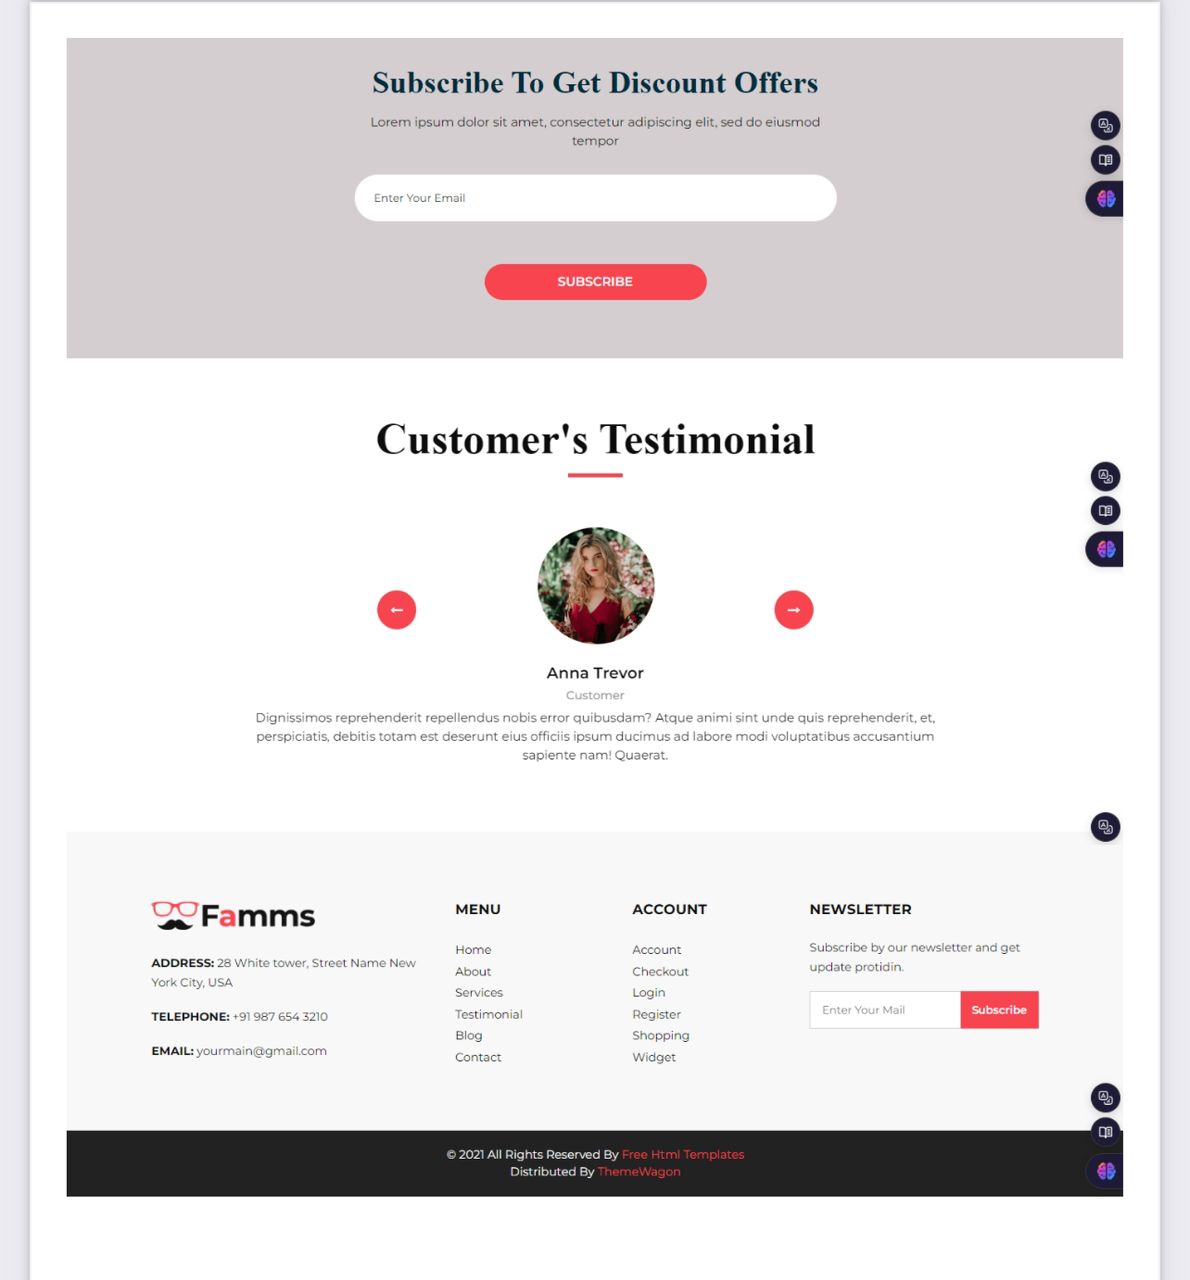 Subscribe To Get Discount Offers
Lorem ipsum dolor sit amet, consectetur adipiscing elit, sed do eiusmod
tempor
Enter Your Email
SUBSCRIBE
Customer's Testimonial
Anna Trevor
Customer
Dignissimos reprehenderit repellendus nobis error quibusdam? Atque animi sint unde quis reprehenderit, et,
perspiciatis, debitis totam est deserunt eius officiis ipsum ducimus ad labore modi voluptatibus accusantium
sapiente nam! Quaerat.
Famms
ADDRESS: 28 White tower, Street Name New
York City, USA
TELEPHONE: +91 987 654 3210
EMAIL: yourmain@gmail.com
MENU
Home
About
Services
Testimonial
Blog
Contact
ACCOUNT
Account
Checkout
Login
Register
Shopping
Widget
NEWSLETTER
Subscribe by our newsletter and get
update protidin.
Enter Your Mail
Subscribe
© 2021 All Rights Reserved By Free Html Templates
Distributed By ThemeWagon